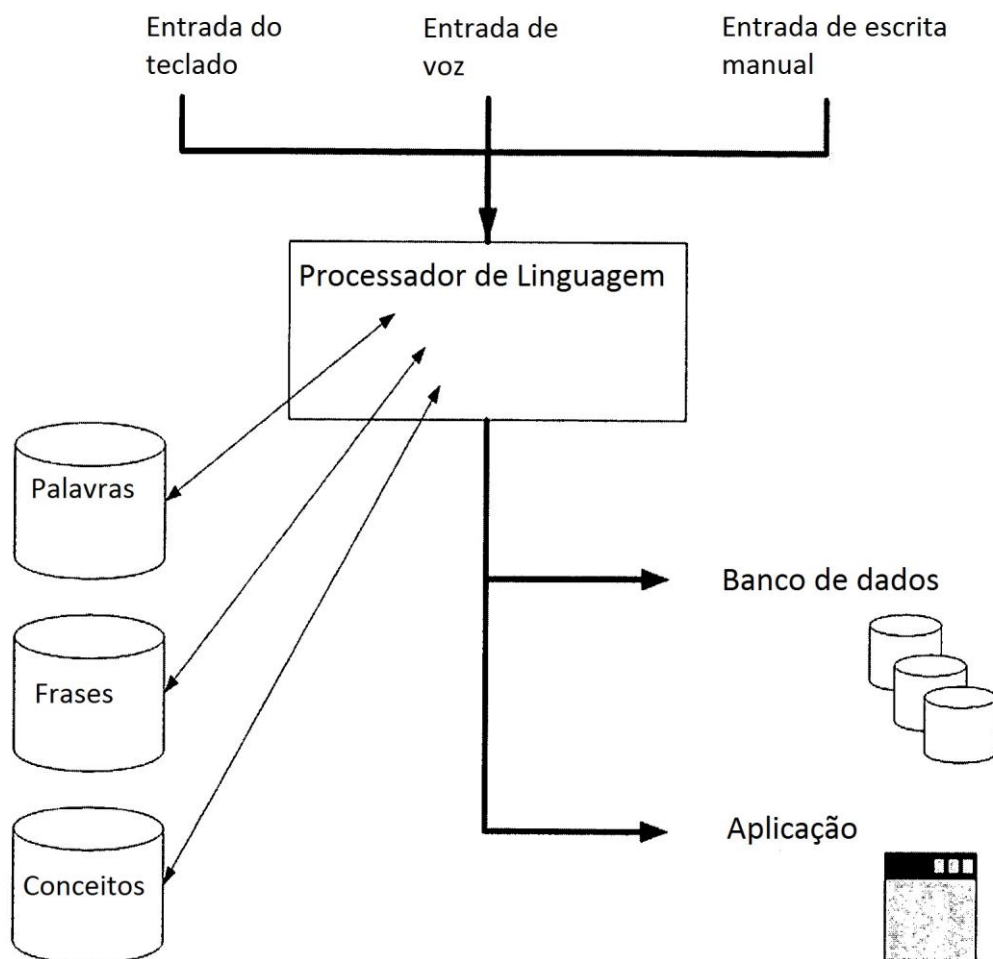 Entrada do
teclado
Entrada de
voz
Entrada de escrita
manual
Processador de Linguagem
Palavras
Frases
Conceitos
Banco de dados
Aplicação